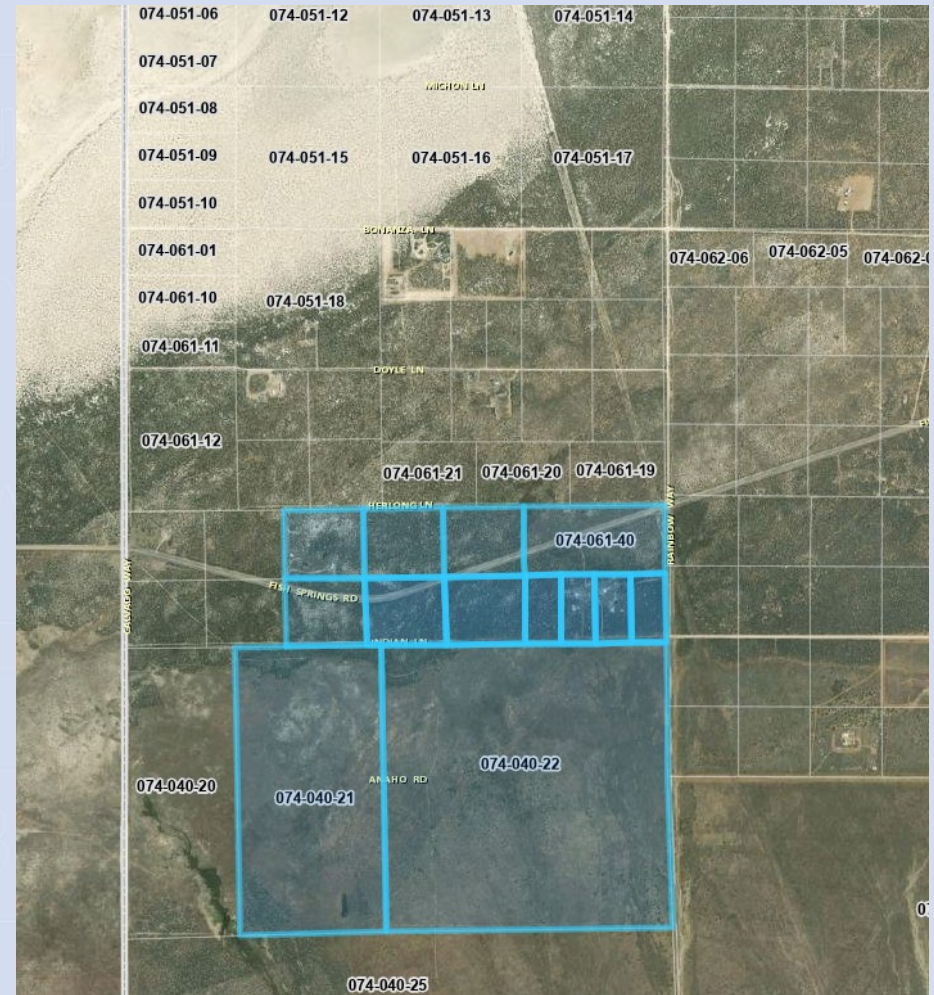 074-051-06 074-051-12 074-051-13 074-051-14
074-051-07
MICHON LN
074-051-08
074-051-09 074-051-15 074-051-16 074-051-17
074-051-10
BONANZA LN
074-061-01 074-062-06 074-062-05 074-062-0
074-061-10 074-051-18
074-061-11
DOYLE LN
074-061-12
074-061-21 074-061-20 074-061-19
HERLONG LN
RAINBOW WAY
074-061-40
CALVADO WAY
FISH SPRINGS RD
INDIAN LN
074-040-22
ANAHO RD
074-040-20
074-040-21
074-040-25